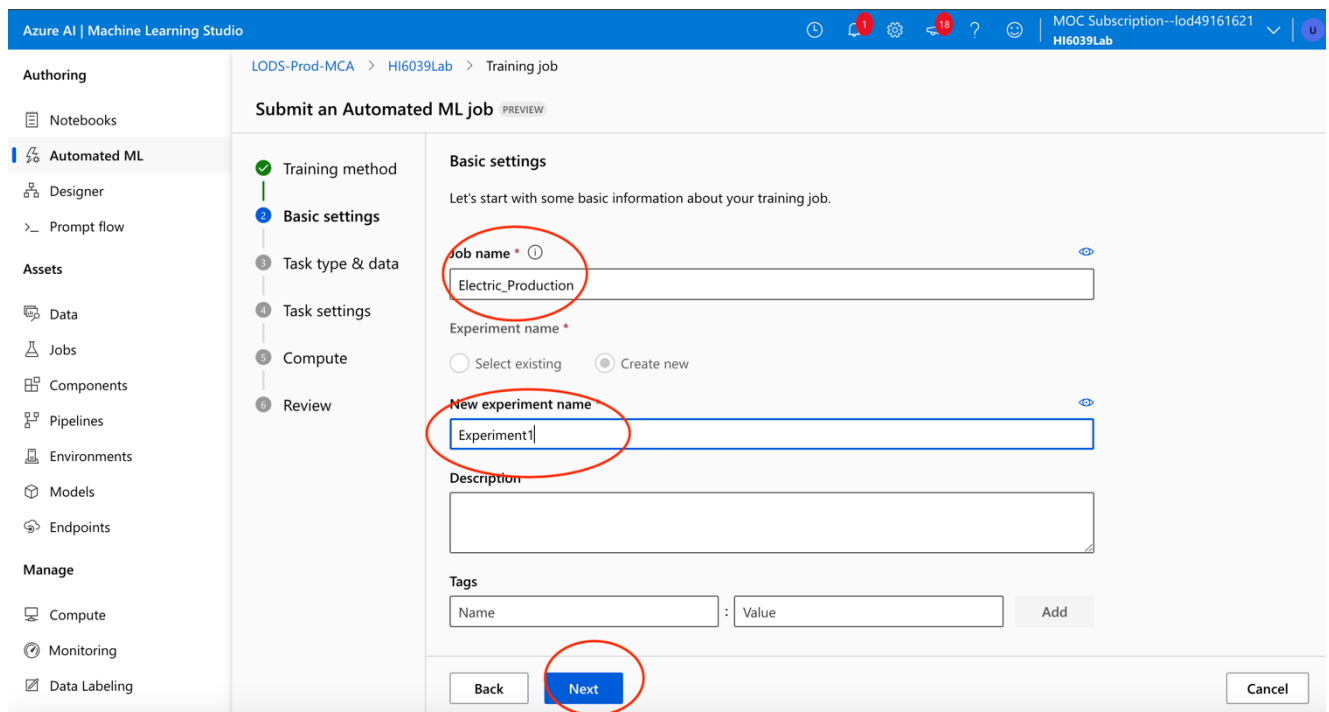 Azure AI | Machine Learning Studio
1
18
MOC Subscription--lod49161621
HI6039Lab
U
Authoring
Notebooks
Automated ML
Designer
>_ Prompt flow
Assets
Data
Jobs
Components
Pipelines
Environments
Models
Endpoints
Manage
Compute
Monitoring
Data Labeling
LODS-Prod-MCA > HI6039Lab > Training job
Submit an Automated ML job PREVIEW
Training method
2 Basic settings
3 Task type & data
4 Task settings
5 Compute
6 Review
Basic settings
Let's start with some basic information about your training job.
Job name *
Electric_Production
Experiment name *
Select existing Create new
New experiment name *
Experiment1
Description
Tags
Name : Value Add
Back Next Cancel